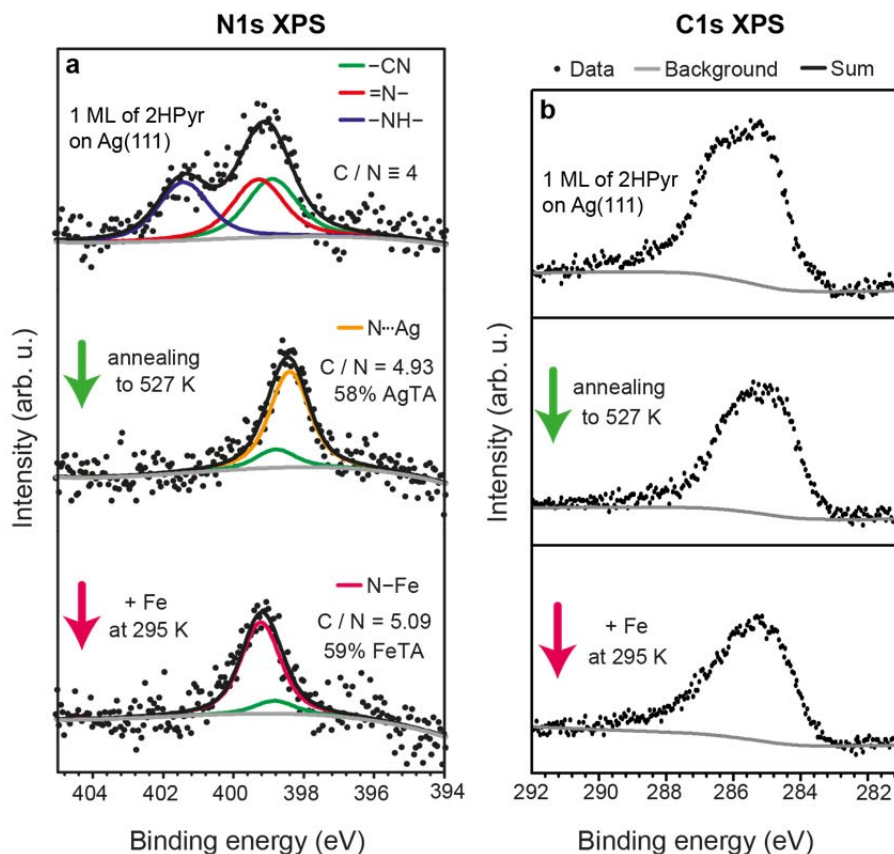 N1s XPS
a
−CN
=N−
−NH−
1 ML of 2HPyr
on Ag(111)
C / N ≡ 4
N···Ag
annealing
to 527 K
C / N = 4.93
58% AgTA
N−Fe
+ Fe
at 295 K
C / N = 5.09
59% FeTA
Intensity (arb. u.)
404 402 400 398 396 394
Binding energy (eV)
C1s XPS
Data Background Sum
b
1 ML of 2HPyr
on Ag(111)
annealing
to 527 K
+ Fe
at 295 K
Intensity (arb. u.)
292 290 288 286 284 282
Binding energy (eV)